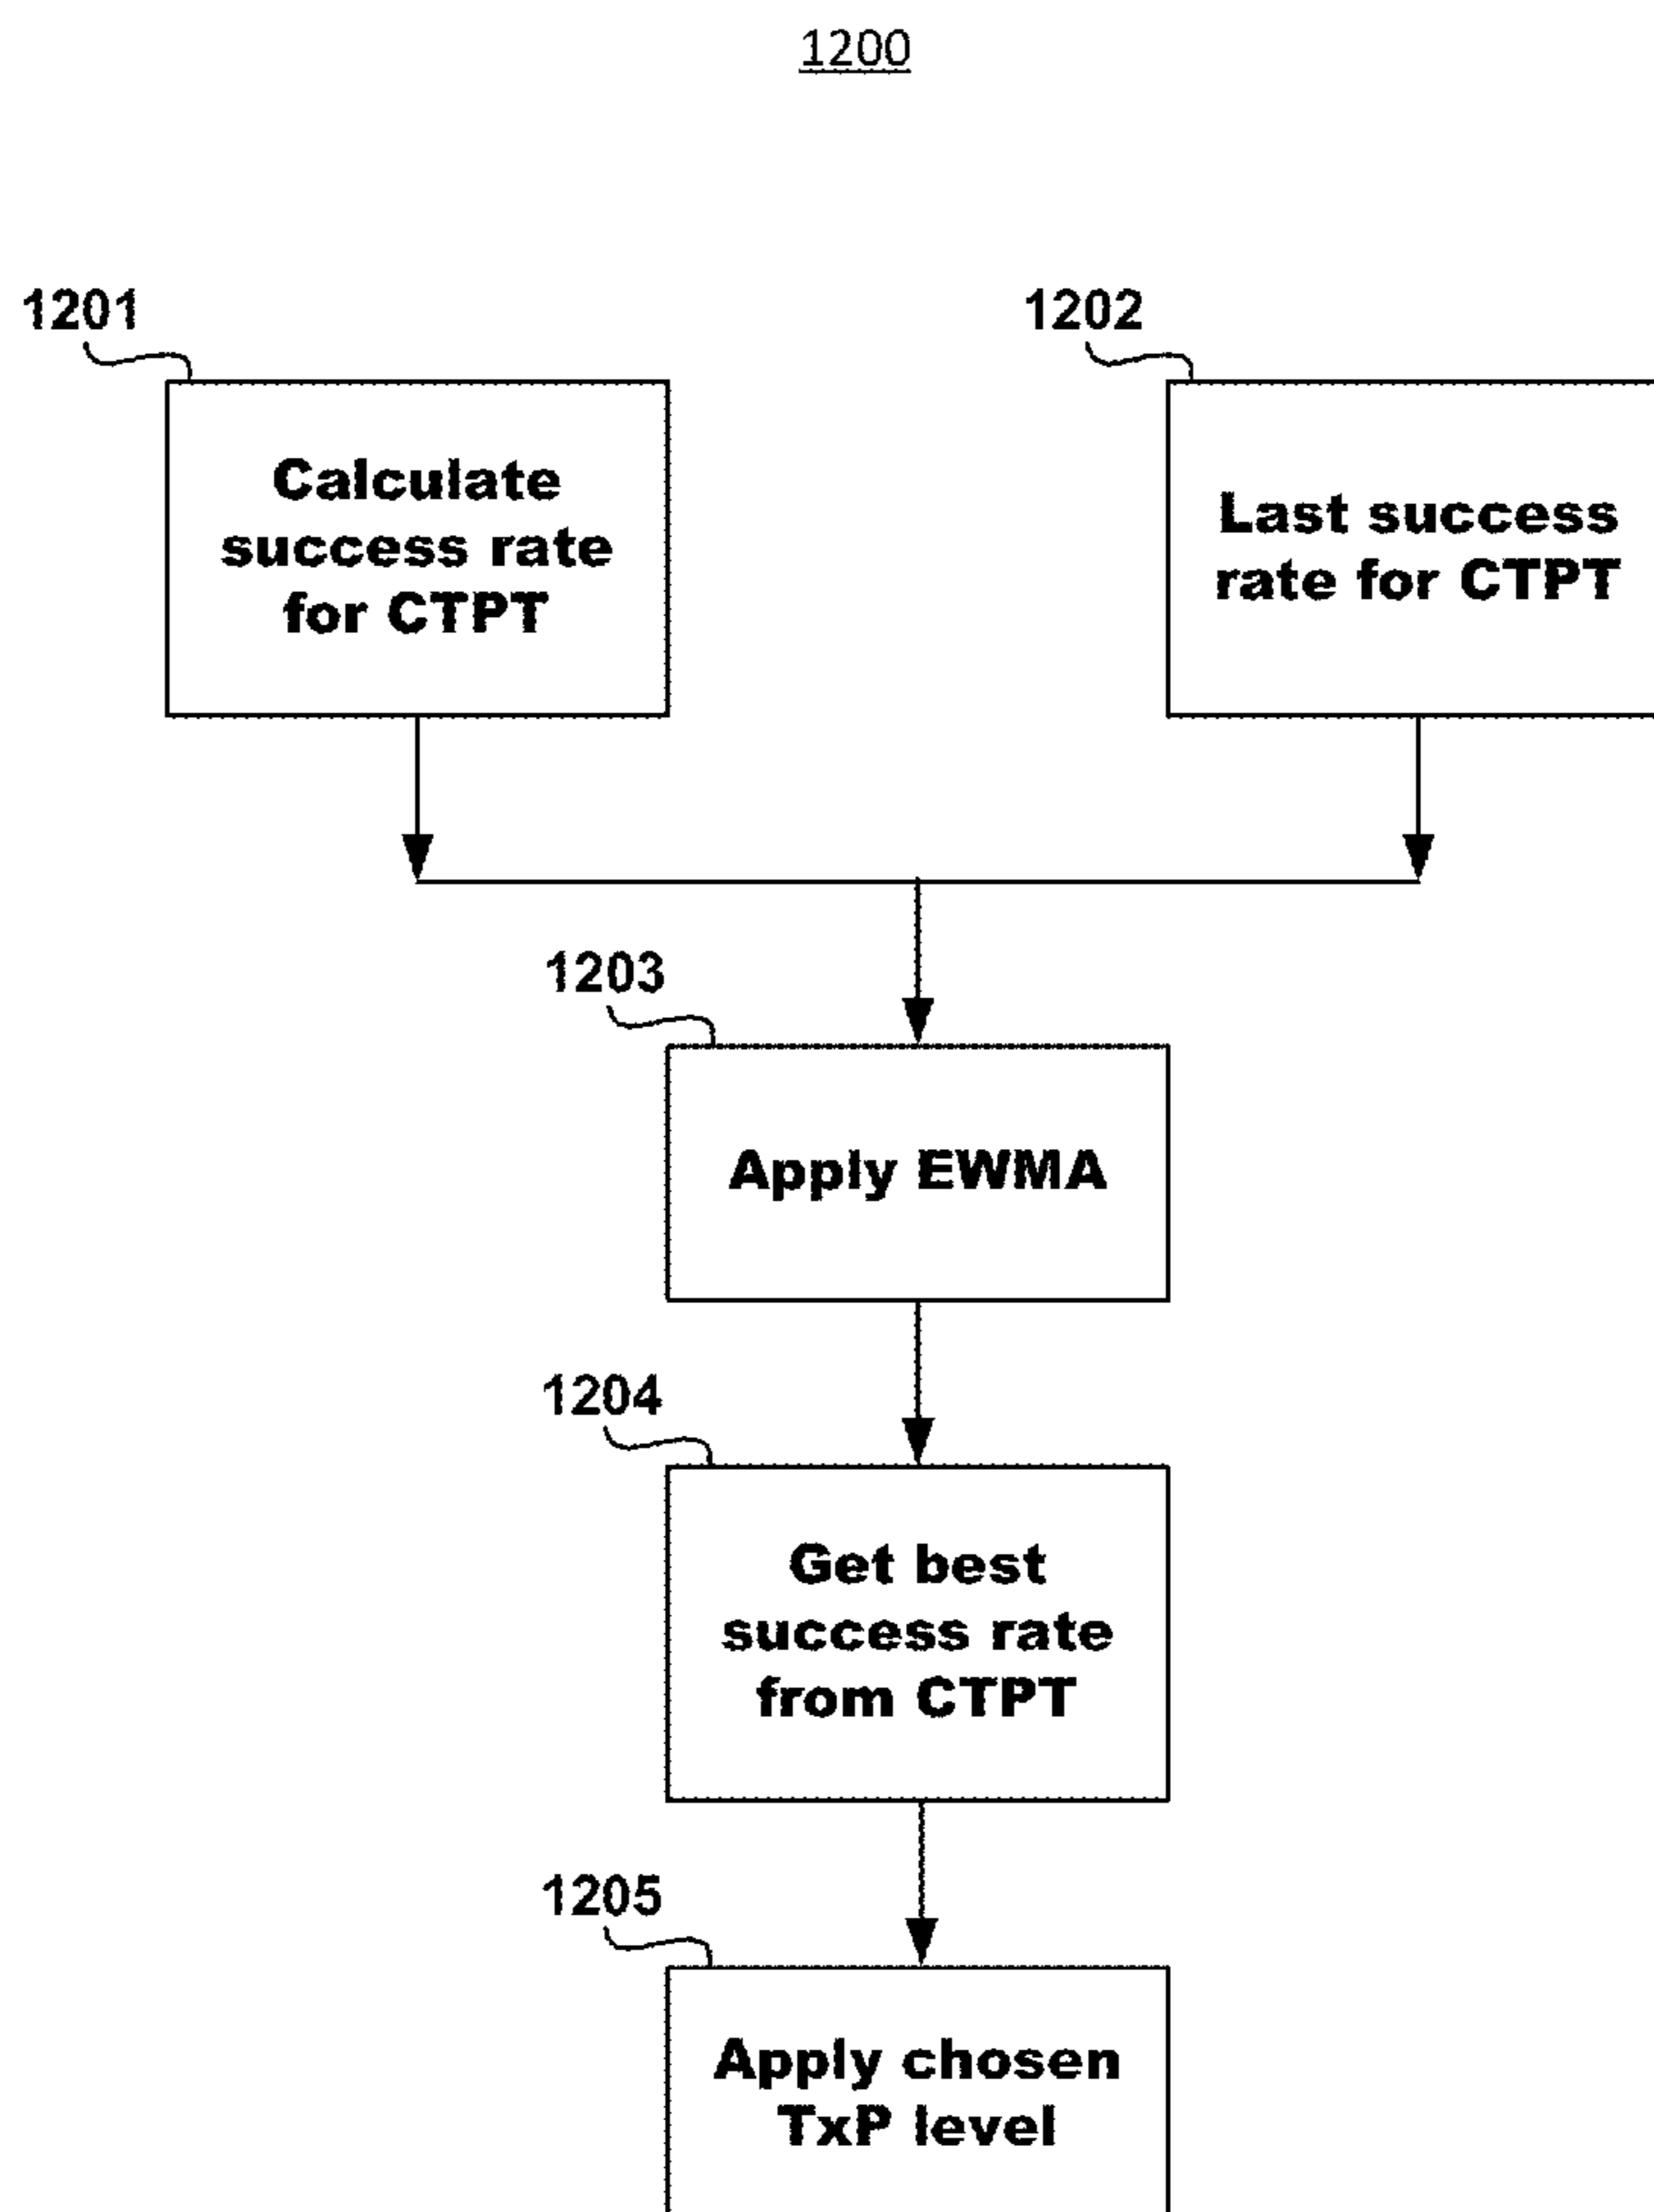 1200
1201
1202
Calculate
success rate
for CTPT
Last success
rate for CTPT
1203
Apply EWMA
1204
Get best
success rate
from CTPT
1205
Apply chosen
TxP level